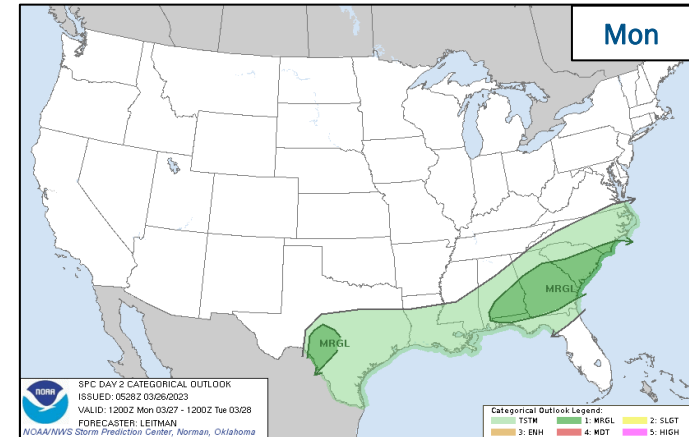 Mon
MRGL
MRGL
NOAA
SPC DAY 2 CATEGORICAL OUTLOOK
ISSUED: 0528Z 03/26/2023
VALID: 1200Z Mon 03/27 - 1200Z Tue 03/28
FORECASTER: LEITMAN
NOAA/NWS Storm Prediction Center, Norman, Oklahoma
Categorical Outlook Legend:
TSTM 1: MRGL 2: SLGT
3: ENH 4: MDT 5: HIGH